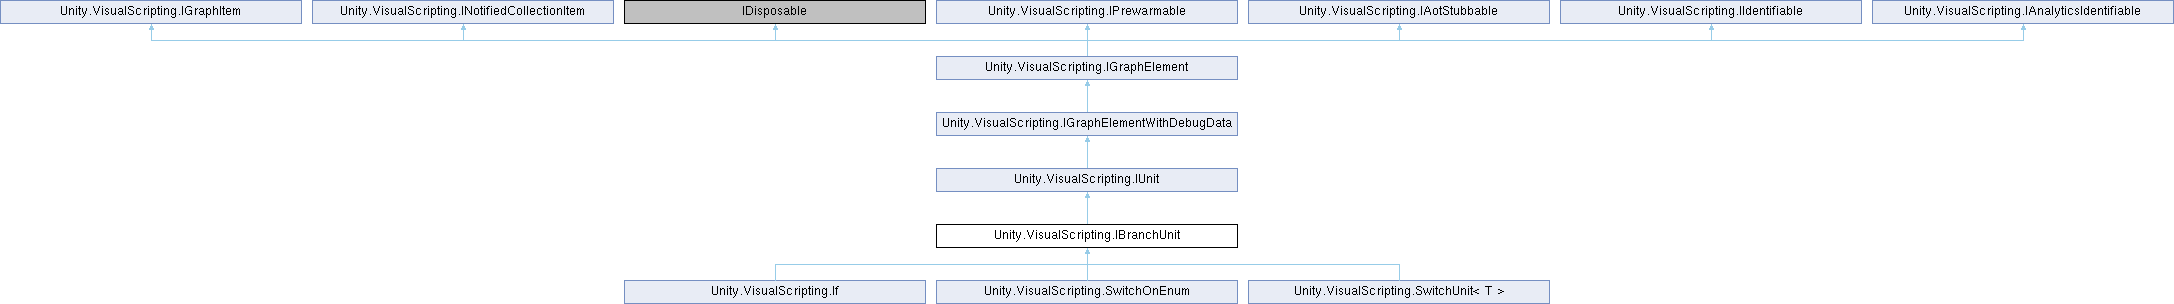 Unity.VisualScripting.IGraphItem
Unity.VisualScripting.INotifiedCollectionItem
IDisposable
Unity.VisualScripting.IPrewarmable
Unity.VisualScripting.IAotStubbable
Unity.VisualScripting.IIdentifiable
Unity.VisualScripting.IAnalyticsIdentifiable
Unity.VisualScripting.IGraphElement
Unity.VisualScripting.IGraphElementWithDebugData
Unity.VisualScripting.IUnit
Unity.VisualScripting.IBranchUnit
Unity.VisualScripting.If
Unity.VisualScripting.SwitchOnEnum
Unity.VisualScripting.SwitchUnit< T >